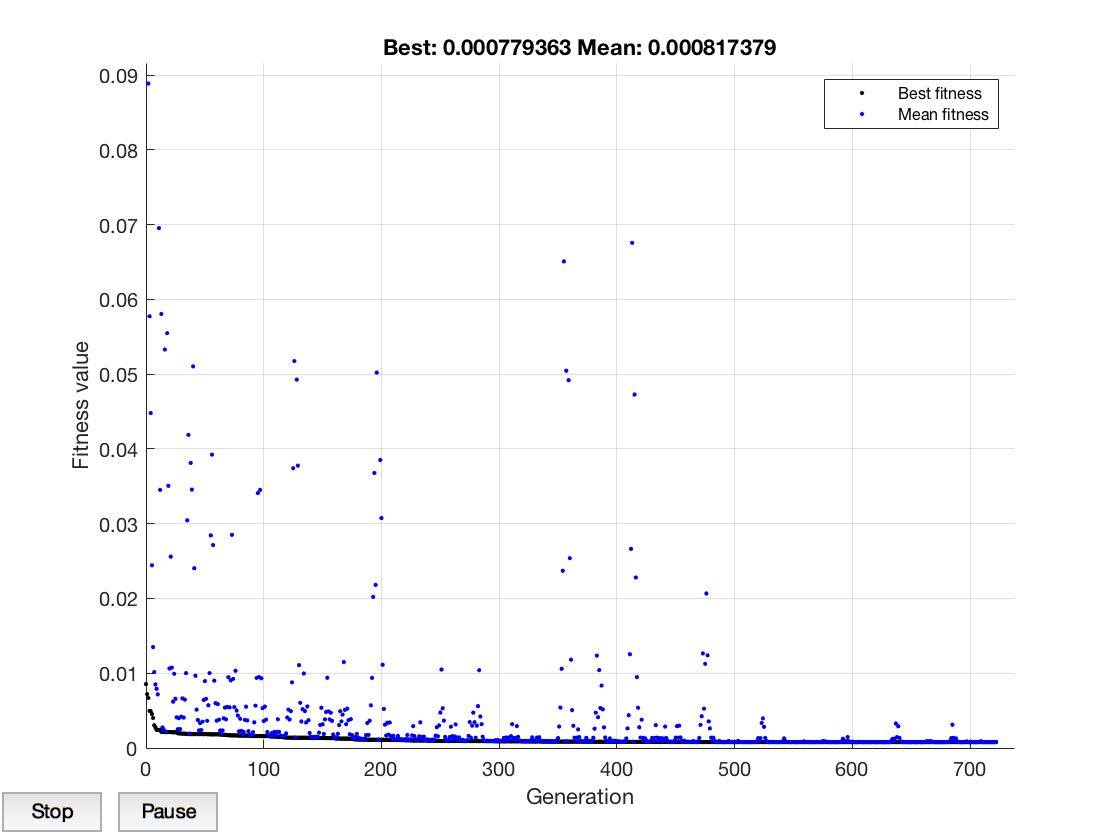 Best: 0.000779363 Mean: 0.000817379
Best fitness
Mean fitness
Fitness value
0.09
0.08
0.07
0.06
0.05
0.04
0.03
0.02
0.01
0
0 100 200 300 400 500 600 700
Generation
Stop Pause